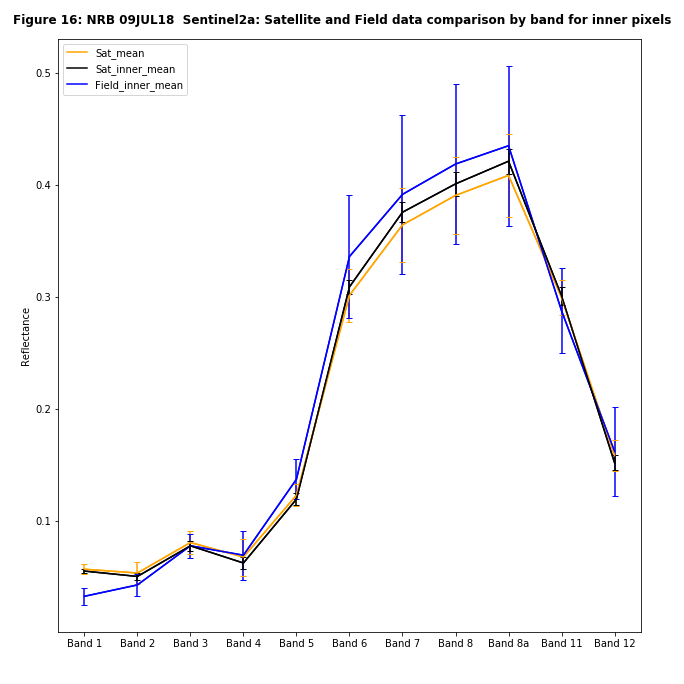 Figure 16: NRB 09JUL18  Sentinel2a: Satellite and Field data comparison by band for inner pixels
Sat_mean
Sat_inner_mean
Field_inner_mean
0.5
0.4
0.3
0.2
0.1
Reflectance
Band 1 Band 2 Band 3 Band 4 Band 5 Band 6 Band 7 Band 8 Band 8a Band 11 Band 12